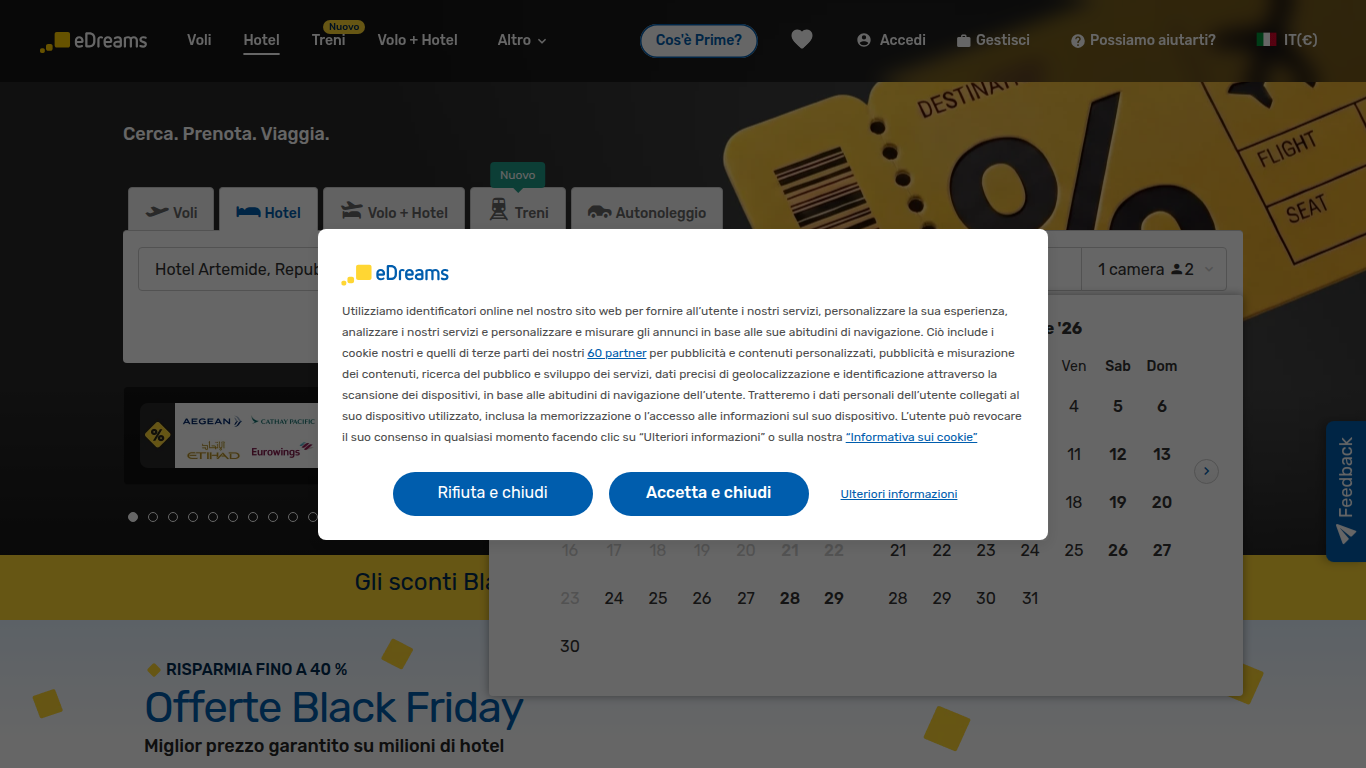 eDreams
Voli
Hotel
Nuovo
Treni
Volo + Hotel
Altro
Cos'è Prime?
Accedi
Gestisci
Possiamo aiutarti?
IT(€)
Cerca. Prenota. Viaggia.
Nuovo
Voli
Hotel
Volo + Hotel
Treni
Autonoleggio
DESTINAT
%
FLIGHT
SEAT
Hotel Artemide, Repub
1 camera 2
eDreams
Utilizziamo identificatori online nel nostro sito web per fornire all'utente i nostri servizi, personalizzare la sua esperienza,
analizzare i nostri servizi e personalizzare e misurare gli annunci in base alle sue abitudini di navigazione. Ciò include i
cookie nostri e quelli di terze parti dei nostri 60 partner per pubblicità e contenuti personalizzati, pubblicità e misurazione
dei contenuti, ricerca del pubblico e sviluppo dei servizi, dati precisi di geolocalizzazione e identificazione attraverso la
scansione dei dispositivi, in base alle abitudini di navigazione dell'utente. Tratteremo i dati personali dell'utente collegati al
suo dispositivo utilizzato, inclusa la memorizzazione o l'accesso alle informazioni sul suo dispositivo. L'utente può revocare
il suo consenso in qualsiasi momento facendo clic su "Ulteriori informazioni" o sulla nostra "Informativa sui cookie"
Rifiuta e chiudi
Accetta e chiudi
Ulteriori informazioni
e '26
Ven Sab Dom
4 5 6
11 12 13
18 19 20
16 17 18 19 20 21 22 21 22 23 24 25 26 27
23 24 25 26 27 28 29 28 29 30 31
30
%
AEGEAN
CATHAY PACIFIC
ETIHAD
Eurowings
Feedback
Gli sconti Bla
RISPARMIA FINO A 40 %
Offerte Black Friday
Miglior prezzo garantito su milioni di hotel